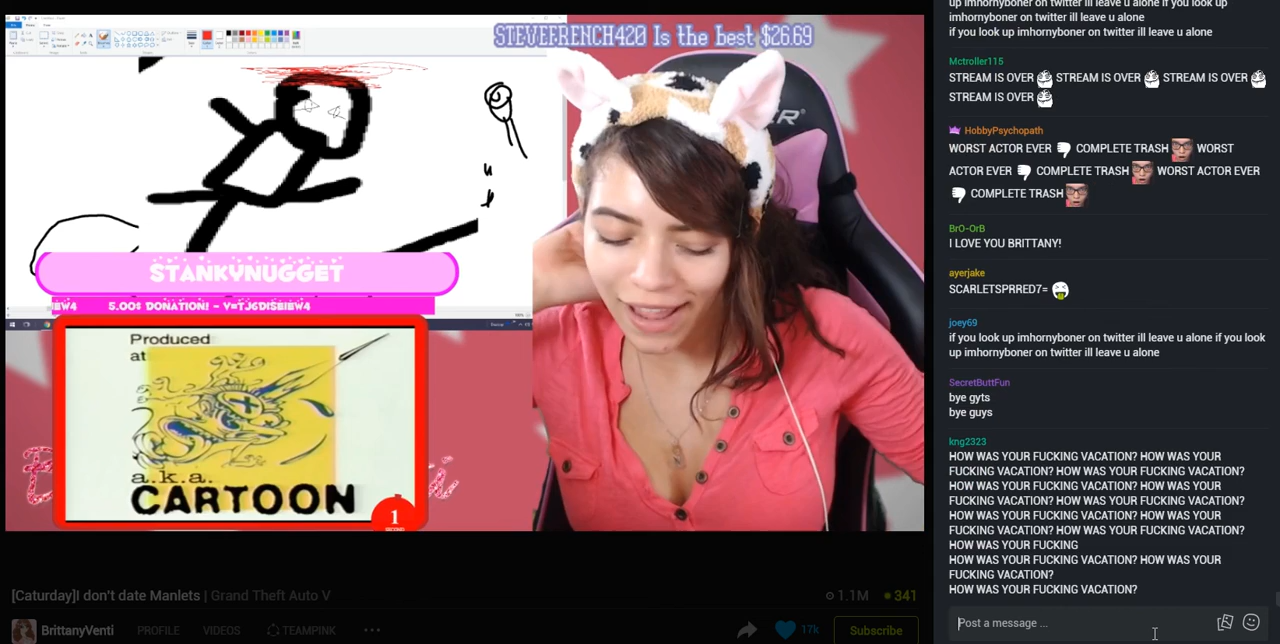 STEVEFRENCH420 Is the best $26.69
u
STANKYNUGGET
5.00$ DONATION! - V=TJ6DI5BIEW4
Produced
at
a.k.a.
CARTOON
1
[Caturday]I don't date Manlets | Grand Theft Auto V
1.1M
341
BrittanyVenti
PROFILE
VIDEOS
TEAMPINK
17k
Subscribe
up imhornyboner on twitter ill leave u alone if you look up
imhornyboner on twitter ill leave u alone
if you look up imhornyboner on twitter ill leave u alone
Mctroller115
STREAM IS OVER STREAM IS OVER STREAM IS OVER
STREAM IS OVER
HobbyPsychopath
WORST ACTOR EVER COMPLETE TRASH WORST
ACTOR EVER COMPLETE TRASH WORST ACTOR EVER
COMPLETE TRASH
BrO-OrB
I LOVE YOU BRITTANY!
ayerjake
SCARLETSPRRED7=
joey69
if you look up imhornyboner on twitter ill leave u alone if you look
up imhornyboner on twitter ill leave u alone
SecretButtFun
bye gyts
bye guys
kng2323
HOW WAS YOUR FUCKING VACATION? HOW WAS YOUR
FUCKING VACATION? HOW WAS YOUR FUCKING VACATION?
HOW WAS YOUR FUCKING VACATION? HOW WAS YOUR
FUCKING VACATION? HOW WAS YOUR FUCKING VACATION?
HOW WAS YOUR FUCKING VACATION? HOW WAS YOUR
FUCKING VACATION? HOW WAS YOUR FUCKING VACATION?
HOW WAS YOUR FUCKING
HOW WAS YOUR FUCKING VACATION? HOW WAS YOUR
FUCKING VACATION?
HOW WAS YOUR FUCKING VACATION?
Post a message ...